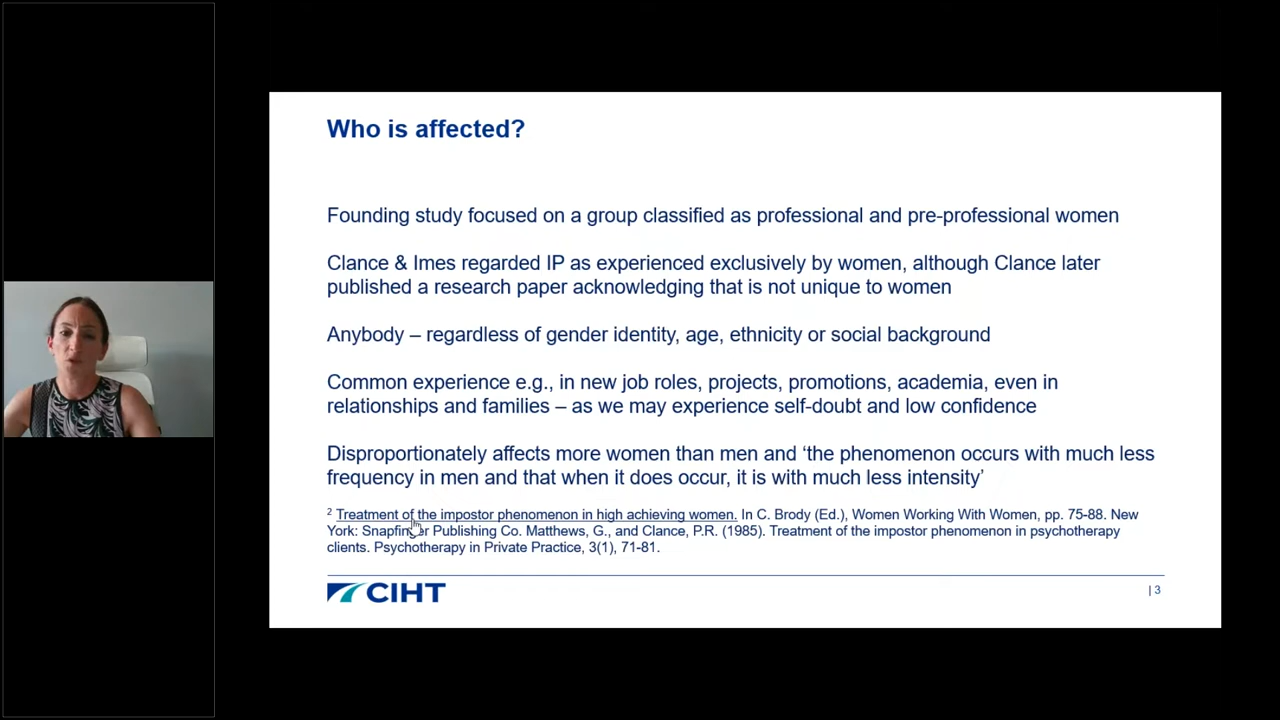 Who is affected?
Founding study focused on a group classified as professional and pre-professional women
Clance & Imes regarded IP as experienced exclusively by women, although Clance later
published a research paper acknowledging that is not unique to women
Anybody – regardless of gender identity, age, ethnicity or social background
Common experience e.g., in new job roles, projects, promotions, academia, even in
relationships and families – as we may experience self-doubt and low confidence
Disproportionately affects more women than men and ‘the phenomenon occurs with much less
frequency in men and that when it does occur, it is with much less intensity’
2 Treatment of the impostor phenomenon in high achieving women. In C. Brody (Ed.), Women Working With Women, pp. 75-88. New
York: Snapfinger Publishing Co. Matthews, G., and Clance, P.R. (1985). Treatment of the impostor phenomenon in psychotherapy
clients. Psychotherapy in Private Practice, 3(1), 71-81.
CIHT
| 3